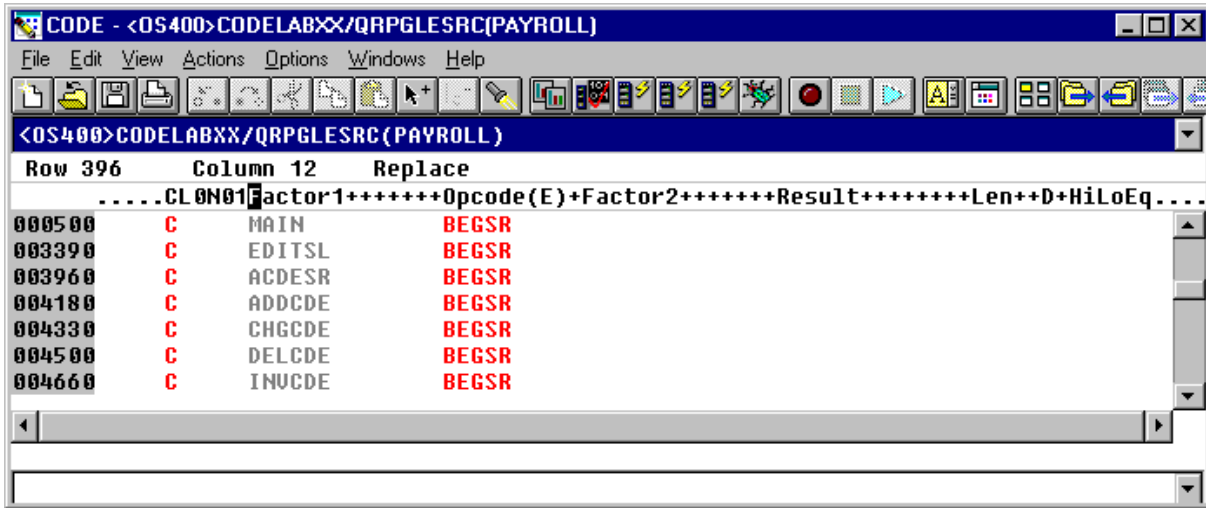 CODE - <OS400>CODELABXX/QRPGLESRC(PAYROLL)
File Edit View Actions Options Windows Help
<OS400>CODELABXX/QRPGLESRC(PAYROLL)
Row 396 Column 12 Replace
.....CL0N01Factor1+++++++Opcode(E)+Factor2+++++++Result++++++++Len++D+HiLoEq....
000500 C MAIN BEGSR
003390 C EDITSL BEGSR
003960 C ACDESR BEGSR
004180 C ADDCDE BEGSR
004330 C CHGCDE BEGSR
004500 C DELCDE BEGSR
004660 C INVCDE BEGSR